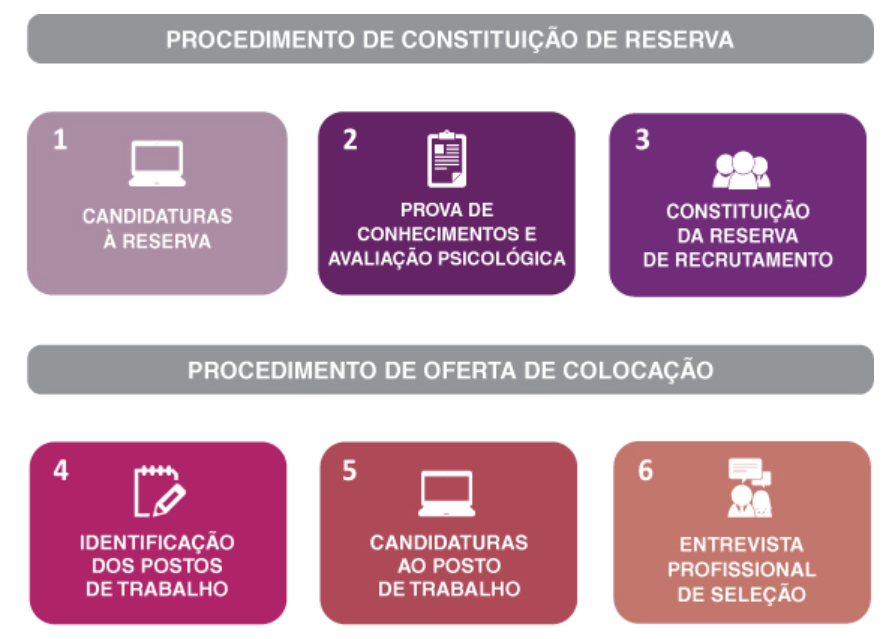 PROCEDIMENTO DE CONSTITUIÇÃO DE RESERVA
1
CANDIDATURAS
À RESERVA
2
PROVA DE
CONHECIMENTOS E
AVALIAÇÃO PSICOLÓGICA
3
CONSTITUIÇÃO
DA RESERVA
DE RECRUTAMENTO
PROCEDIMENTO DE OFERTA DE COLOCAÇÃO
4
IDENTIFICAÇÃO
DOS POSTOS
DE TRABALHO
5
CANDIDATURAS
AO POSTO
DE TRABALHO
6
ENTREVISTA
PROFISSIONAL
DE SELEÇÃO